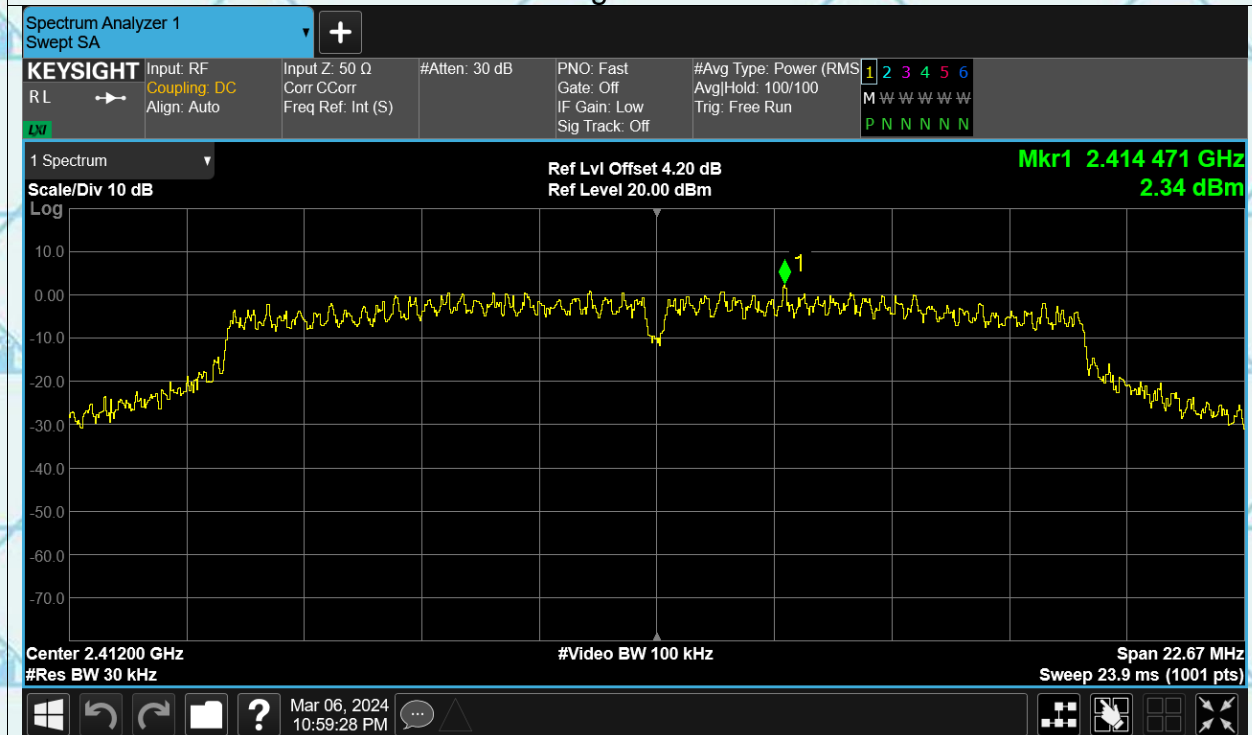 Spectrum Analyzer 1
Swept SA
KEYSIGHT
RL
LXI
Input: RF
Coupling: DC
Align: Auto
Input Z: 50 Ω
Corr CCorr
Freq Ref: Int (S)
#Atten: 30 dB
PNO: Fast
Gate: Off
IF Gain: Low
Sig Track: Off
#Avg Type: Power (RMS
Avg|Hold: 100/100
Trig: Free Run
1 2 3 4 5 6
M W W W W W
P N N N N N
1 Spectrum
Scale/Div 10 dB
Ref Lvl Offset 4.20 dB
Ref Level 20.00 dBm
Mkr1 2.414 471 GHz
2.34 dBm
Log
10.0
1
0.00
-10.0
-20.0
-30.0
-40.0
-50.0
-60.0
-70.0
Center 2.41200 GHz
#Video BW 100 kHz
Span 22.67 MHz
#Res BW 30 kHz
Sweep 23.9 ms (1001 pts)
?
Mar 06, 2024
10:59:28 PM